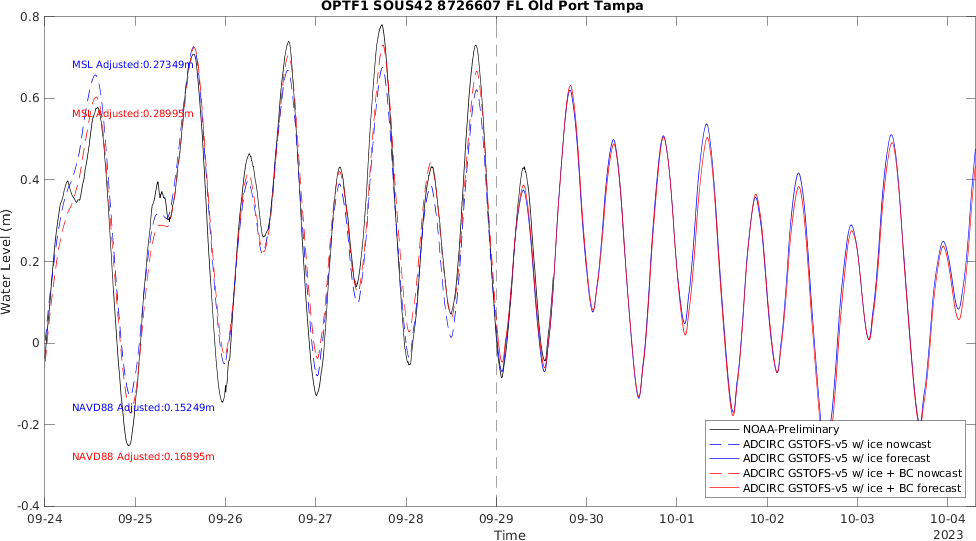 OPTF1 SOUS42 8726607 FL Old Port Tampa
0.8
0.6
0.4
0.2
0
-0.2
-0.4
Water Level (m)
MSL Adjusted:0.27349m
MSL Adjusted:0.28995m
NAVD88 Adjusted:0.15249m
NAVD88 Adjusted:0.16895m
NOAA-Preliminary
ADCIRC GSTOFS-v5 w/ ice nowcast
ADCIRC GSTOFS-v5 w/ ice forecast
ADCIRC GSTOFS-v5 w/ ice + BC nowcast
ADCIRC GSTOFS-v5 w/ ice + BC forecast
09-24 09-25 09-26 09-27 09-28 09-29 09-30 10-01 10-02 10-03 10-04
Time
2023